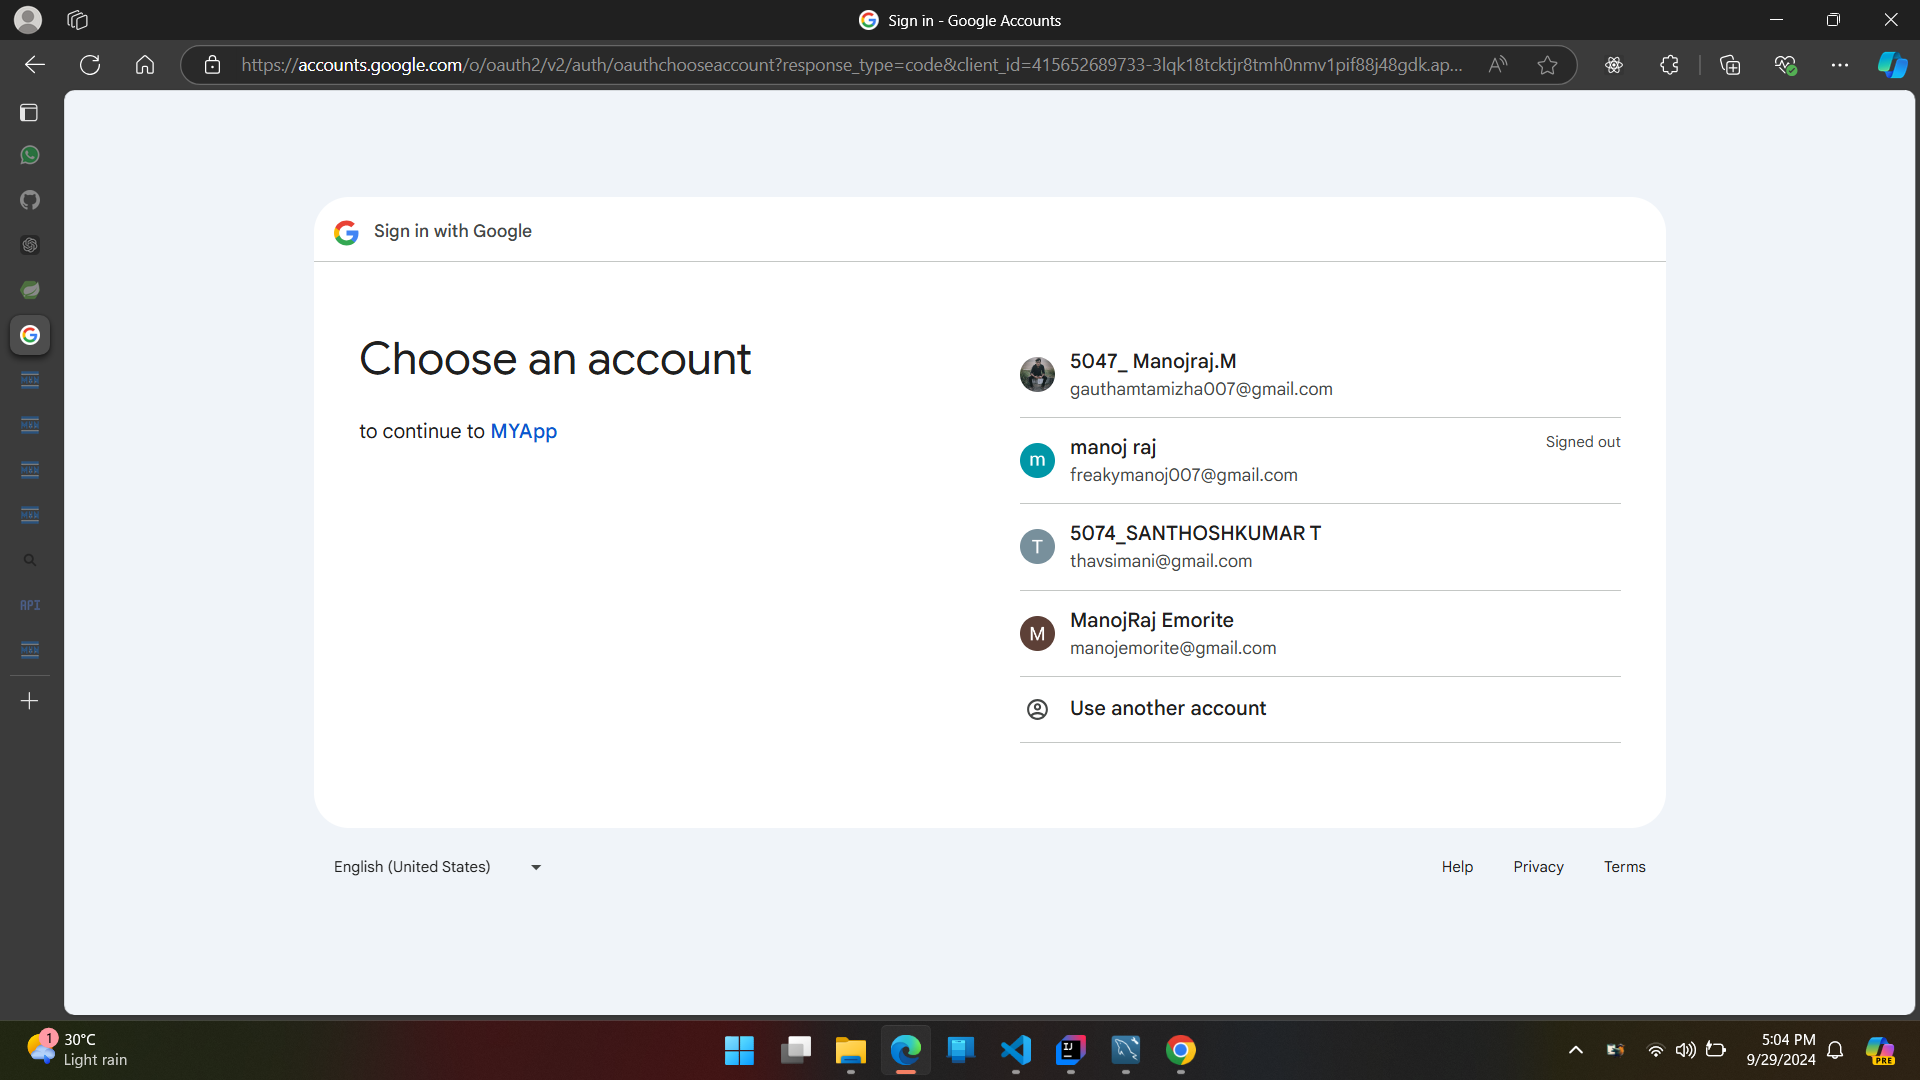 Sign in - Google Accounts
https://accounts.google.com/o/oauth2/v2/auth/oauthchooseaccount?response_type=code&client_id=415652689733-3lqk18tcktjr8tmh0nmv1pif88j48gdk.ap...
Sign in with Google
Choose an account
to continue to MYApp
5047_ Manojraj.M
gauthamtamizha007@gmail.com
m
manoj raj
Signed out
freakymanoj007@gmail.com
T
5074_SANTHOSHKUMAR T
thavsimani@gmail.com
M
ManojRaj Emorite
manojemorite@gmail.com
Use another account
API
English (United States)
Help
Privacy
Terms
1
30°C
Light rain
IJ
5:04 PM
9/29/2024
PRE